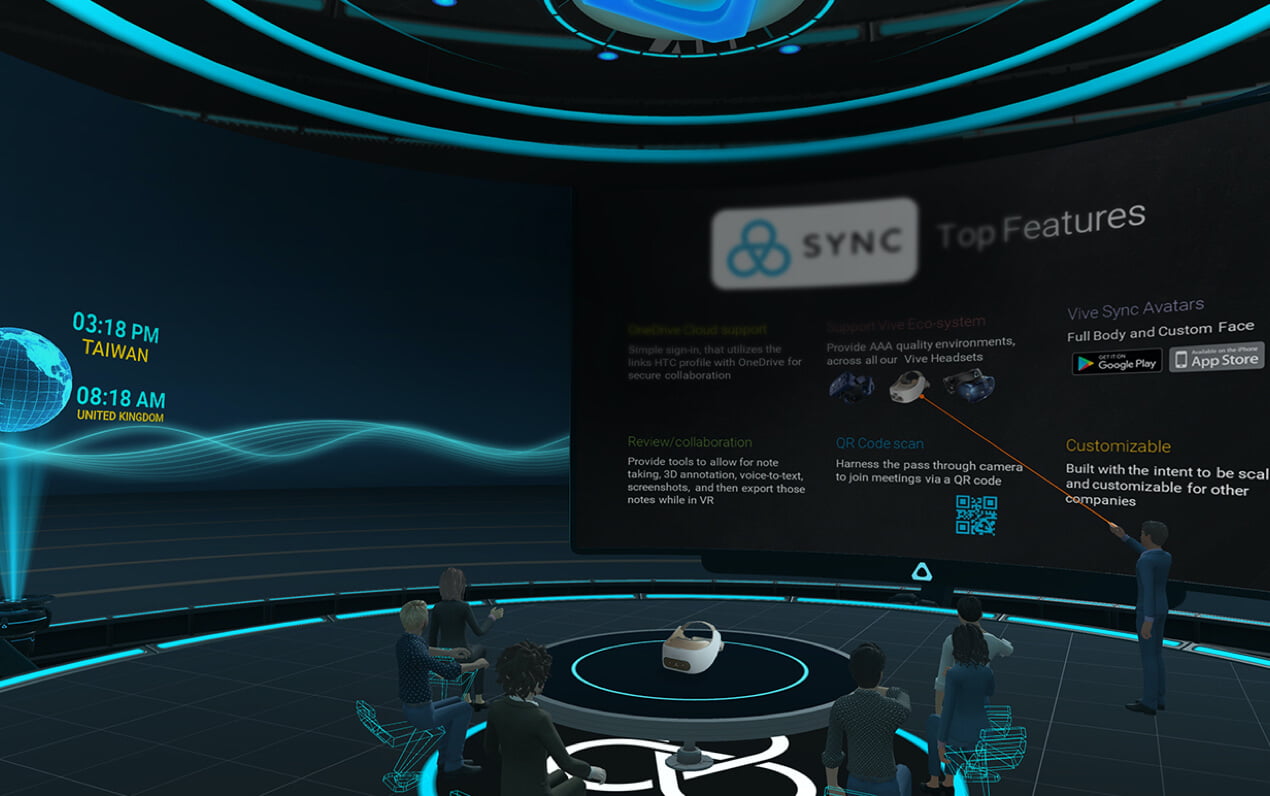 SYNC
Top Features
OneDrive Cloud support
Simple sign-in, that utilizes the
links HTC profile with OneDrive for
secure collaboration
Support Vive Eco-system
Provide AAA quality environments,
across all our Vive Headsets
Vive Sync Avatars
Full Body and Custom Face
GET IT ON
Google Play
Available on the iPhone
App Store
03:18 PM
TAIWAN
08:18 AM
UNITED KINGDOM
Review/collaboration
Provide tools to allow for note
taking, 3D annotation, voice-to-text,
screenshots, and then export those
notes while in VR
QR Code scan
Harness the pass through camera
to join meetings via a QR code
Customizable
Built with the intent to be scal
and customizable for other
companies